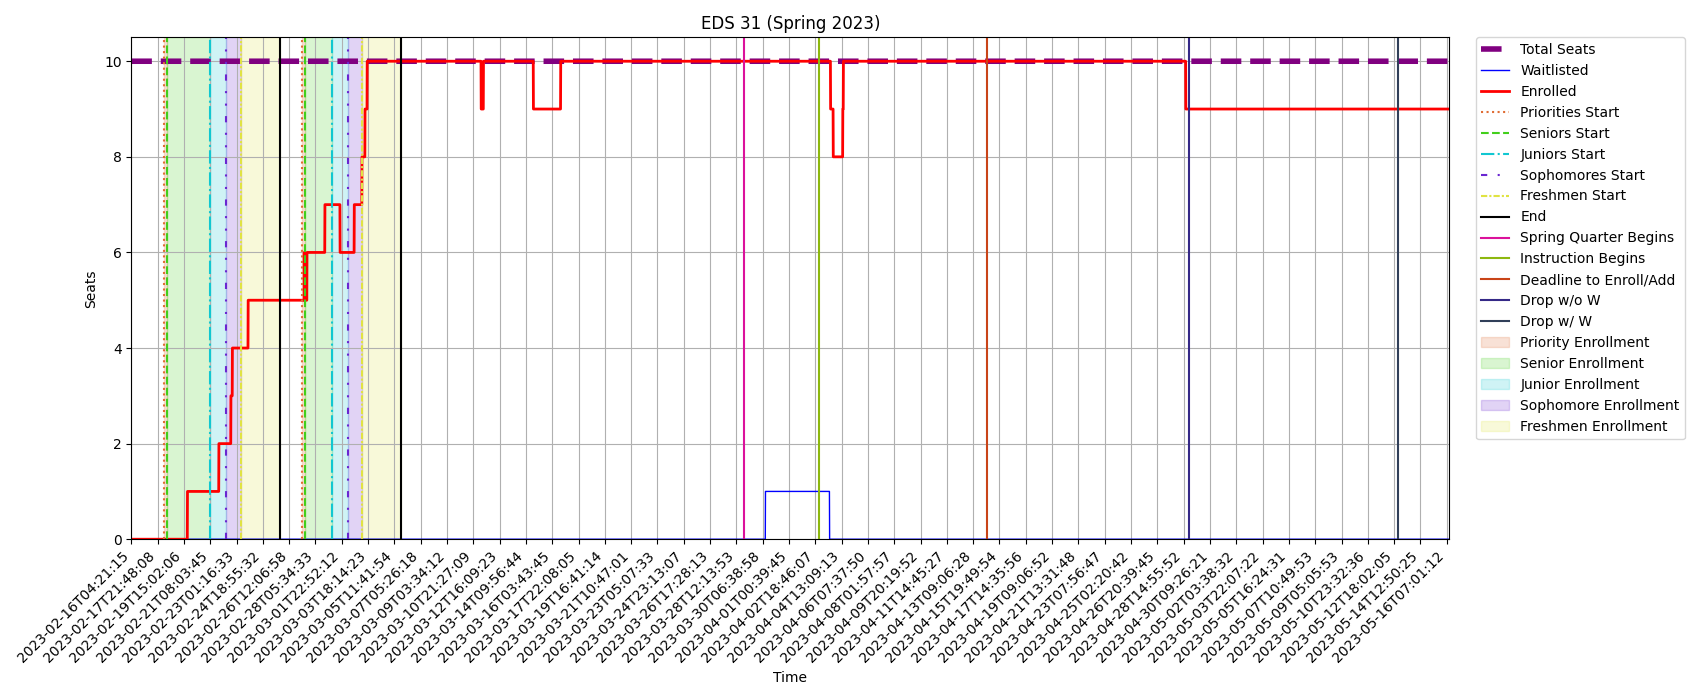 EDS 31 (Spring 2023)
Seats
10
8
6
4
2
0
2023-02-16T04:21:15
2023-02-17T21:48:08
2023-02-19T15:02:06
2023-02-21T08:03:45
2023-02-23T01:16:33
2023-02-24T18:55:32
2023-02-26T12:06:58
2023-02-28T05:34:33
2023-03-01T22:52:12
2023-03-03T18:14:23
2023-03-05T11:41:54
2023-03-07T05:26:18
2023-03-09T03:34:12
2023-03-10T21:27:09
2023-03-12T16:09:23
2023-03-14T09:56:44
2023-03-16T03:43:45
2023-03-17T22:08:05
2023-03-19T16:41:14
2023-03-21T10:47:01
2023-03-23T05:07:33
2023-03-24T23:13:07
2023-03-26T17:28:13
2023-03-28T12:13:53
2023-03-30T06:38:58
2023-04-01T00:39:45
2023-04-02T18:46:07
2023-04-04T13:09:13
2023-04-06T07:37:50
2023-04-08T01:57:57
2023-04-09T20:19:52
2023-04-11T14:45:27
2023-04-13T09:06:28
2023-04-15T19:49:54
2023-04-17T14:35:56
2023-04-19T09:06:52
2023-04-21T13:31:48
2023-04-23T07:56:47
2023-04-25T02:20:42
2023-04-26T20:39:45
2023-04-28T14:55:52
2023-04-30T09:26:21
2023-05-02T03:38:32
2023-05-03T22:07:22
2023-05-05T16:24:31
2023-05-07T10:49:53
2023-05-09T05:05:53
2023-05-10T23:32:36
2023-05-12T18:02:05
2023-05-14T12:50:25
2023-05-16T07:01:12
Time
Total Seats
Waitlisted
Enrolled
Priorities Start
Seniors Start
Juniors Start
Sophomores Start
Freshmen Start
End
Spring Quarter Begins
Instruction Begins
Deadline to Enroll/Add
Drop w/o W
Drop w/ W
Priority Enrollment
Senior Enrollment
Junior Enrollment
Sophomore Enrollment
Freshmen Enrollment